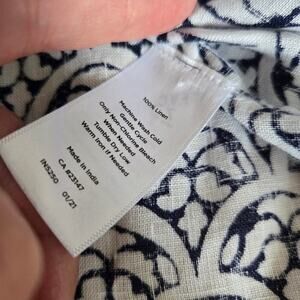 100% Linen
Machine Wash Cold
Gentle Cycle
Only Non-Chlorine Bleach
When Needed
Tumble Dry Low
Warm Iron If Needed
Made in India
CA #23147
IN5250 01/21